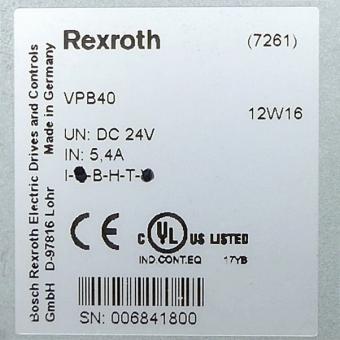 Rexroth
(7261)
VPB40
12W16
UN: DC 24V
IN: 5,4A
I- -B-H-T-
CE
c UL US LISTED
IND.CONT.EQ 17YB
SN: 006841800
Bosch Rexroth Electric Drives and Controls
GmbH D-97816 Lohr Made in Germany